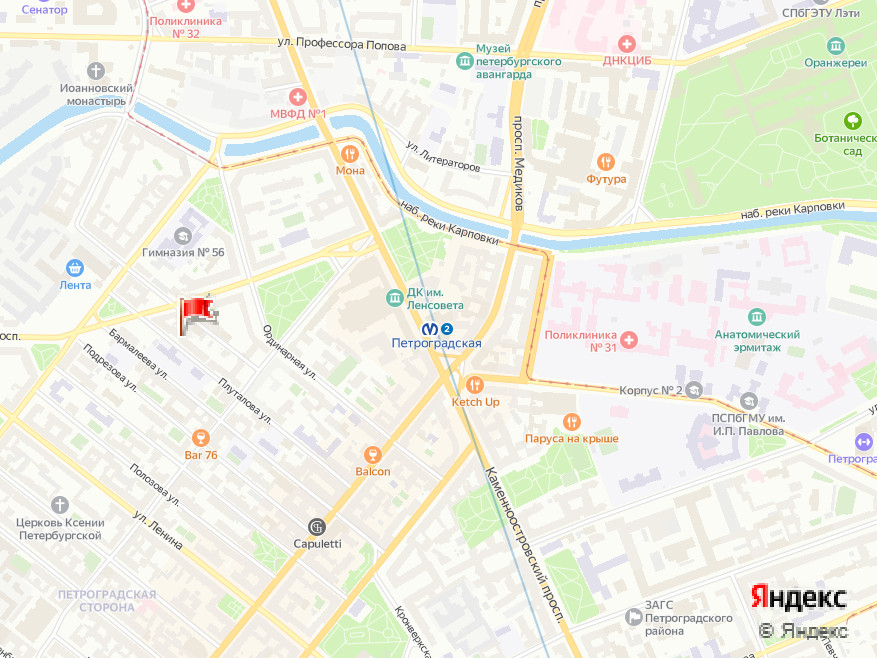 Сенатор
Поликлиника
№ 32
СПбГЭТУ Лэти
ул. Профессора Попова
Музей
петербургского
авангарда
ДНКЦИБ
Оранжереи
Иоанновский
монастырь
МВФД №1
просп. Медиков
Ботаническ
сад
ул. Литераторов
Мона
Футура
наб. реки Карповки
наб. реки Карповки
Гимназия № 56
Лента
ДК им.
Ленсовета
2
Петроградская
Поликлиника
№ 31
Анатомический
эрмитаж
осп.
Бармалеева ул.
Ординарная ул.
Подрезова ул.
Плуталова ул.
Корпус № 2
Ketch Up
ПСПбГМУ им.
И.П. Павлова
Паруса на крыше
Петрогра
Bar 76
Balcon
Полозова ул.
Каменноостровский просп.
Церковь Ксении
Петербургской
ул. Ленина
Capuletti
ПЕТРОГРАДСКАЯ
СТОРОНА
Кронверкска
ЗАГС
Петроградского
района
Яндекс
© Яндекс